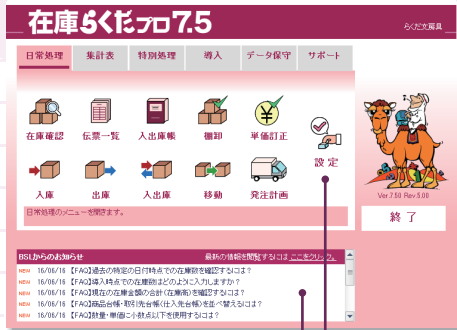 在庫らくだプロ7.5
らくだ文房具
日常処理 集計表 特別処理 導入 データ保守 サポート
在庫確認 伝票一覧 入出庫帳 棚卸 単価訂正
設定
入庫 出庫 入出庫 移動 発注計画
Ver 7.50 Rev 5.00
日常処理のメニューを開きます。
終了
BSLからのお知らせ 最新の情報を閲覧するにはここをクリック。
NEW 16/06/16 【FAQ】過去の特定の日付時点での在庫数を確認するには?
NEW 16/06/16 【FAQ】導入時点での在庫数はどのように入力しますか?
NEW 16/06/16 【FAQ】現在の在庫金額の合計(在庫高)を確認するには?
NEW 16/06/16 【FAQ】商品台帳・取引先台帳(仕入先台帳)を並べ替えるには?
NEW 16/06/16 【FAQ】数量・単価に小数点以下を使用するには?